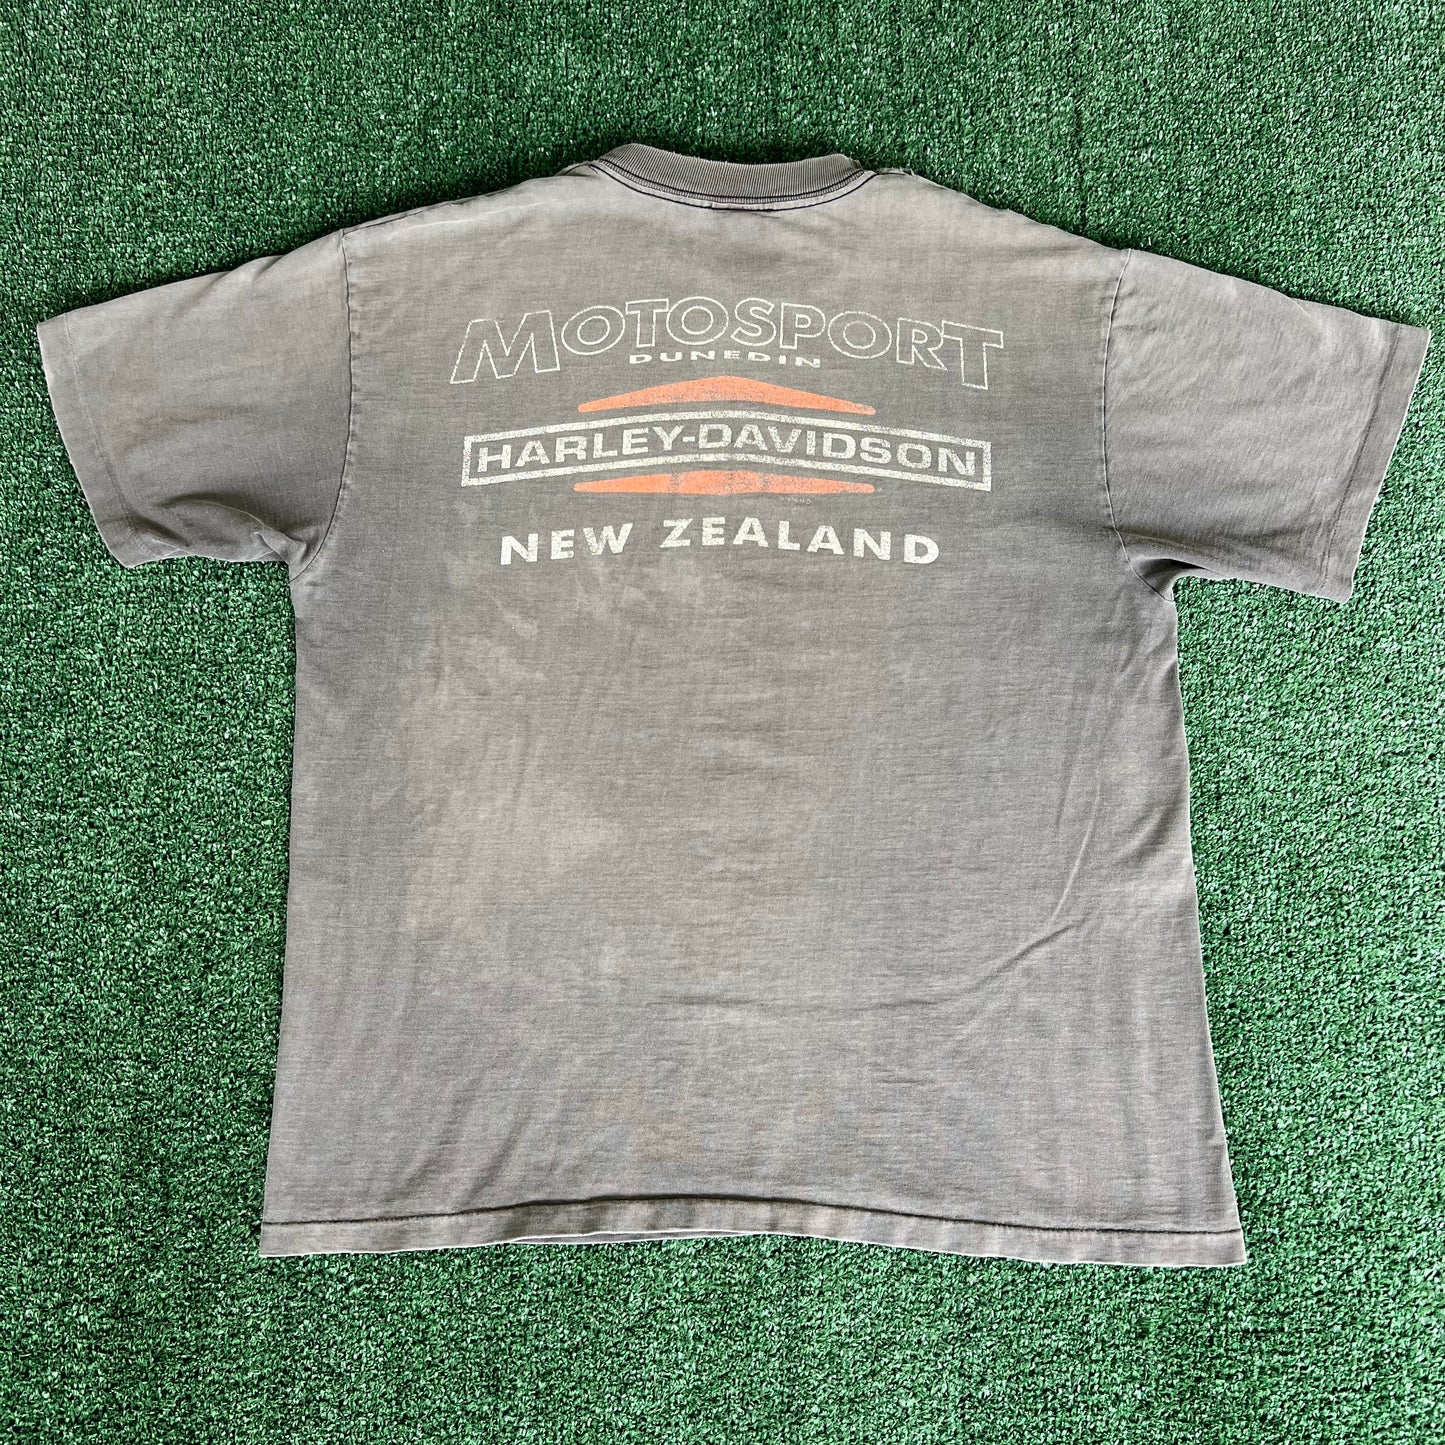 MOTOSPORT
DUNEDIN
HARLEY-DAVIDSON
NEW ZEALAND